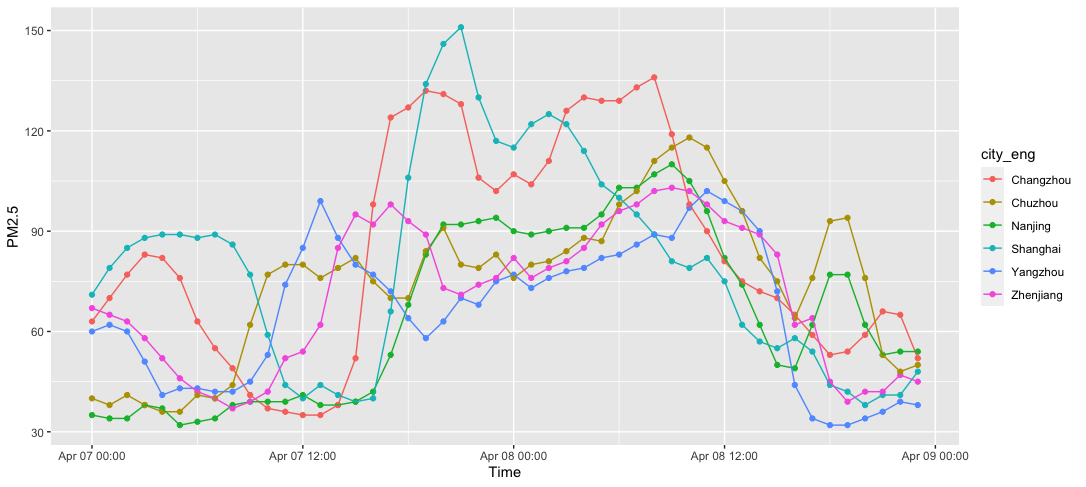 PM2.5
150
120
90
60
30
Apr 07 00:00
Apr 07 12:00
Apr 08 00:00
Apr 08 12:00
Apr 09 00:00
Time
city_eng
Changzhou
Chuzhou
Nanjing
Shanghai
Yangzhou
Zhenjiang